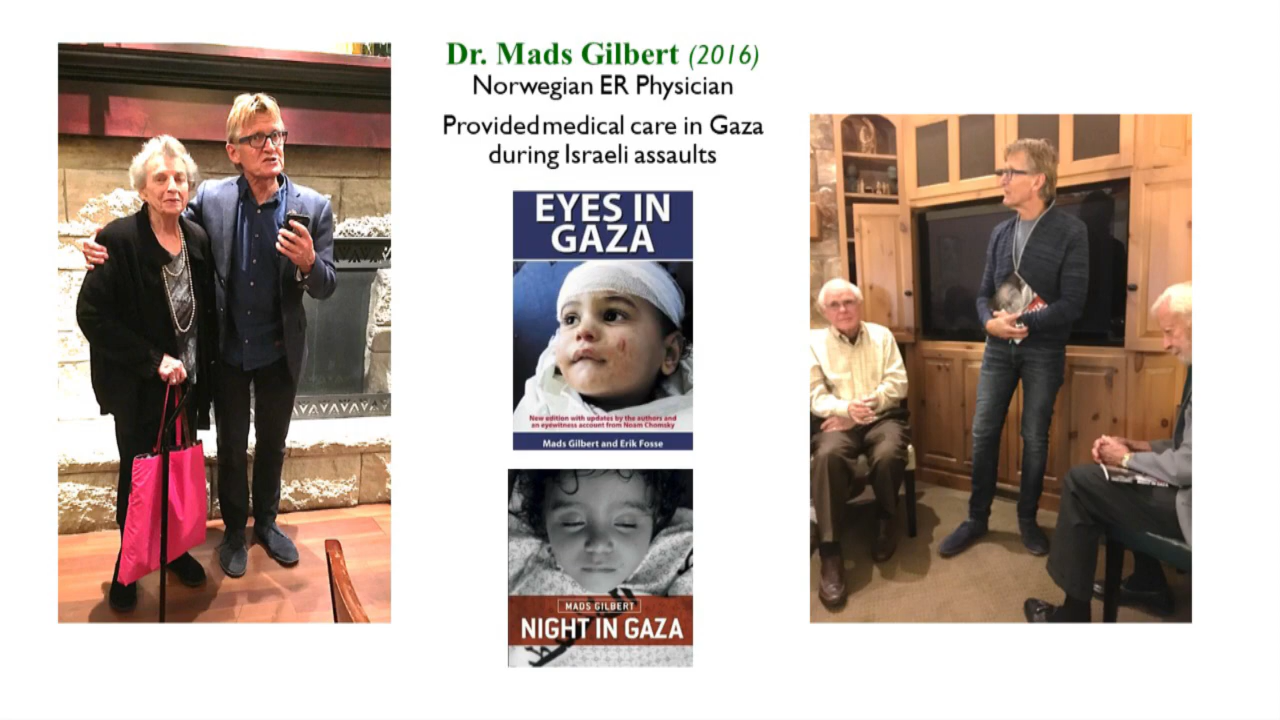 Dr. Mads Gilbert (2016)
Norwegian ER Physician
Provided medical care in Gaza
during Israeli assaults
EYES IN
GAZA
New edition with updates by the authors and
an eyewitness account from Noam Chomsky
Mads Gilbert and Erik Fosse
MADS GILBERT
NIGHT IN GAZA